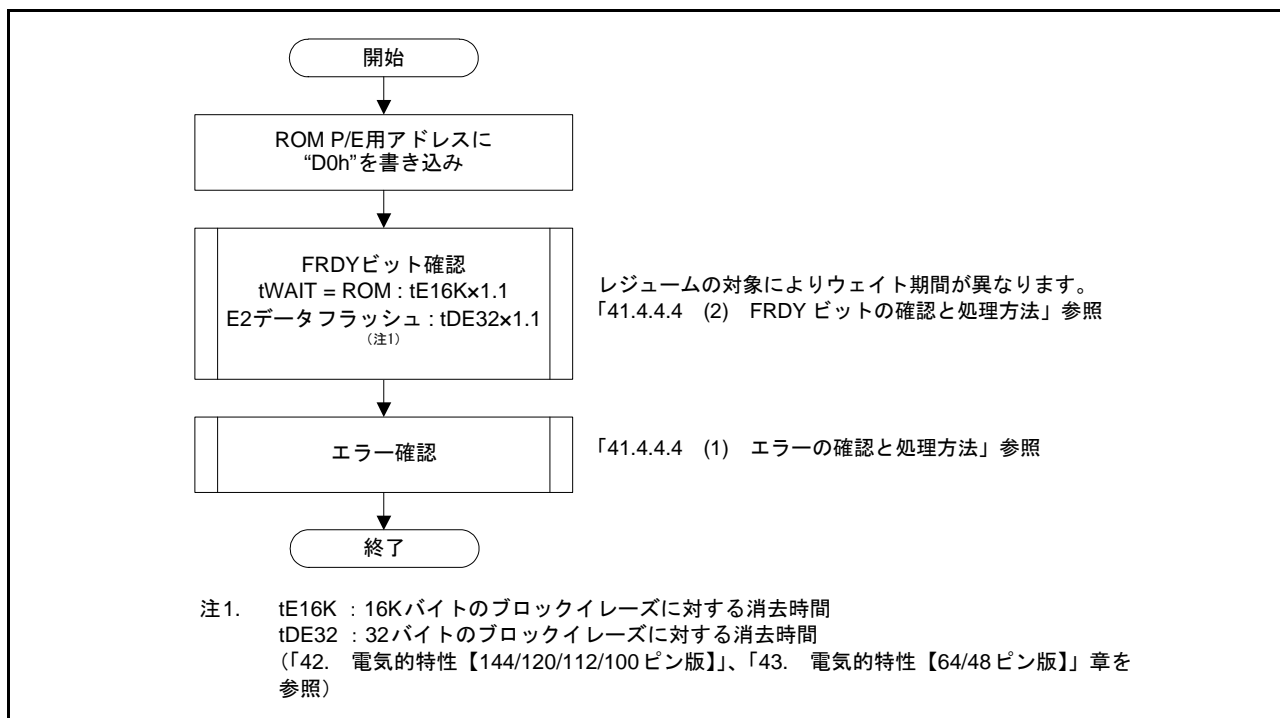 開始
ROM P/E用アドレスに
“D0h”を書き込み
FRDYビット確認
tWAIT = ROM : tE16K×1.1
E2データフラッシュ : tDE32×1.1
(注1)
レジュームの対象によりウェイト期間が異なります。
「41.4.4.4 (2) FRDY ビットの確認と処理方法」参照
エラー確認
「41.4.4.4 (1) エラーの確認と処理方法」参照
終了
注1. tE16K : 16Kバイトのブロックイレーズに対する消去時間
tDE32 : 32バイトのブロックイレーズに対する消去時間
(「42. 電気的特性【144/120/112/100ピン版】」、「43. 電気的特性【64/48ピン版】」章を
参照)